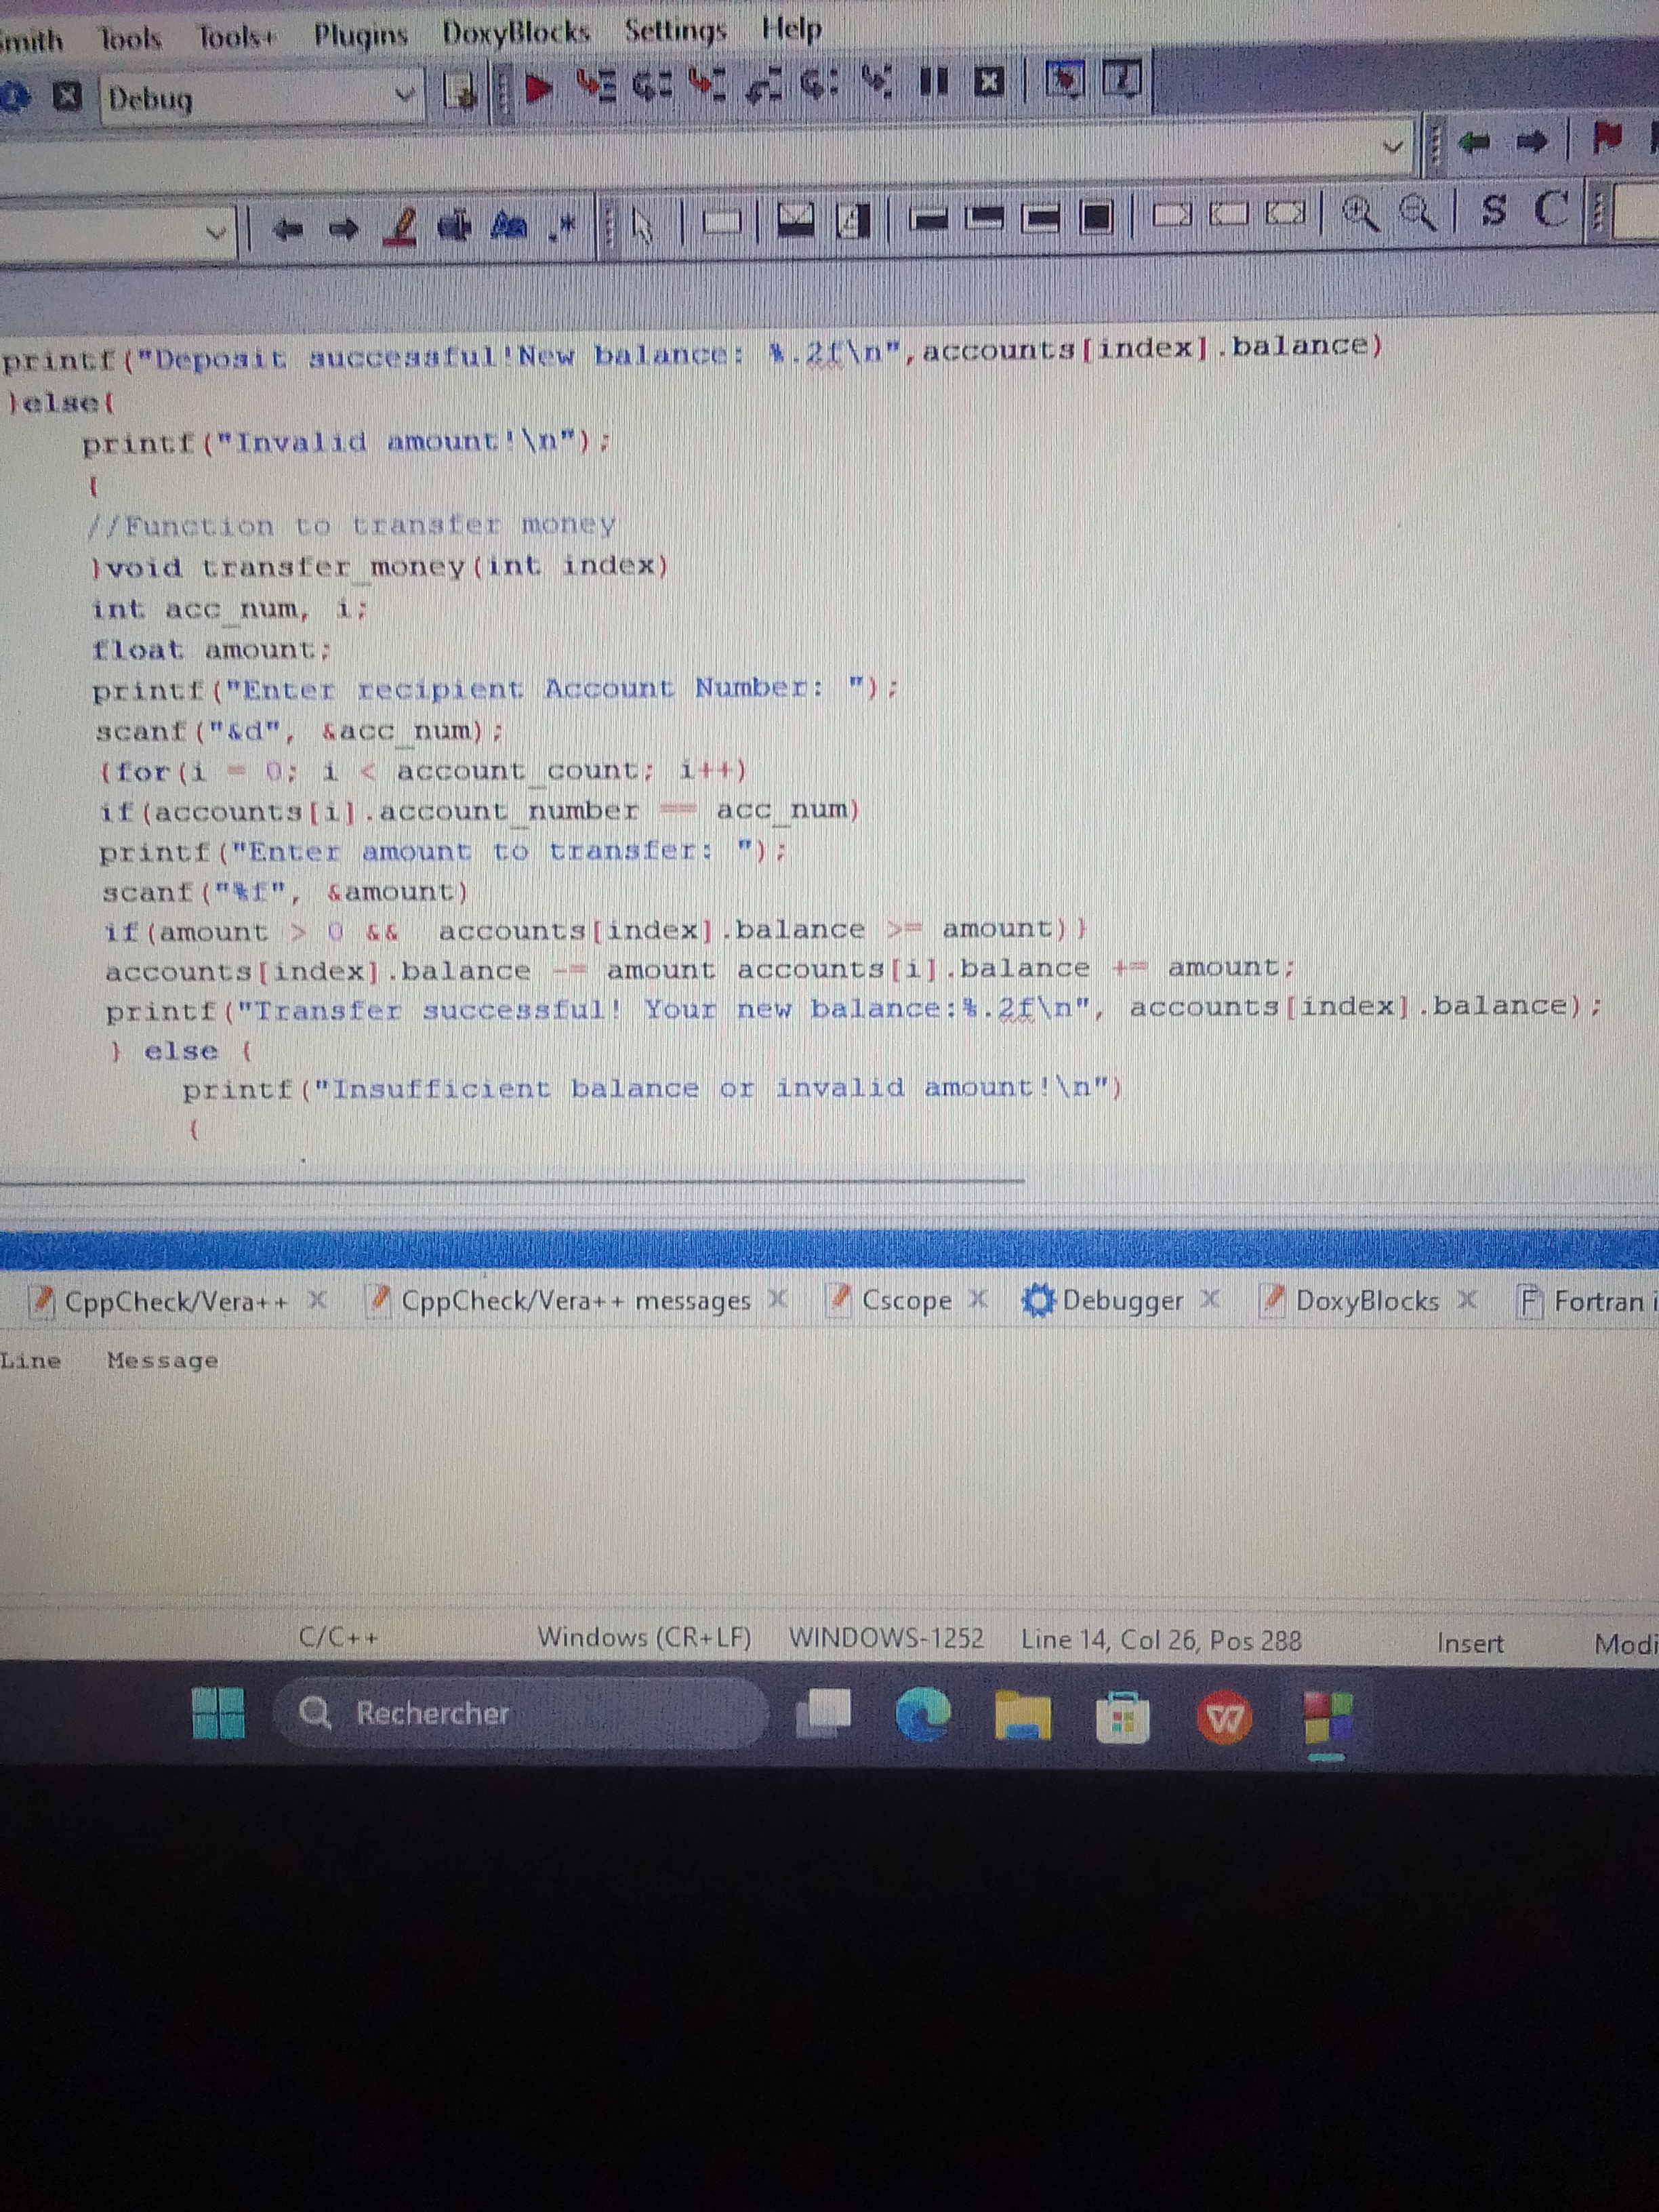 Tools Tools+ Plugins DoxyBlocks Settings Help
Debug
S C
printf("Deposit successful!New balance: %.2f\n",accounts[index].balance)
}else{
printf("Invalid amount!\n");
{
//Function to transfer money
}void transfer_money(int index)
int acc_num, i;
float amount;
printf("Enter recipient Account Number: ");
scanf("&d", &acc_num);
(for(i = 0; i < account_count; i++)
if(accounts[i].account_number == acc_num)
printf("Enter amount to transfer: ");
scanf("%f", &amount)
if(amount > 0 && accounts[index].balance >= amount)}
accounts[index].balance -= amount accounts[i].balance += amount;
printf("Transfer successful! Your new balance:%.2f\n", accounts[index].balance);
} else {
printf("Insufficient balance or invalid amount!\n")
{
CppCheck/Vera++ X CppCheck/Vera++ messages X Cscope X Debugger X DoxyBlocks X Fortran i
Line Message
C/C++ Windows (CR+LF) WINDOWS-1252 Line 14, Col 26, Pos 288 Insert Modi
Rechercher